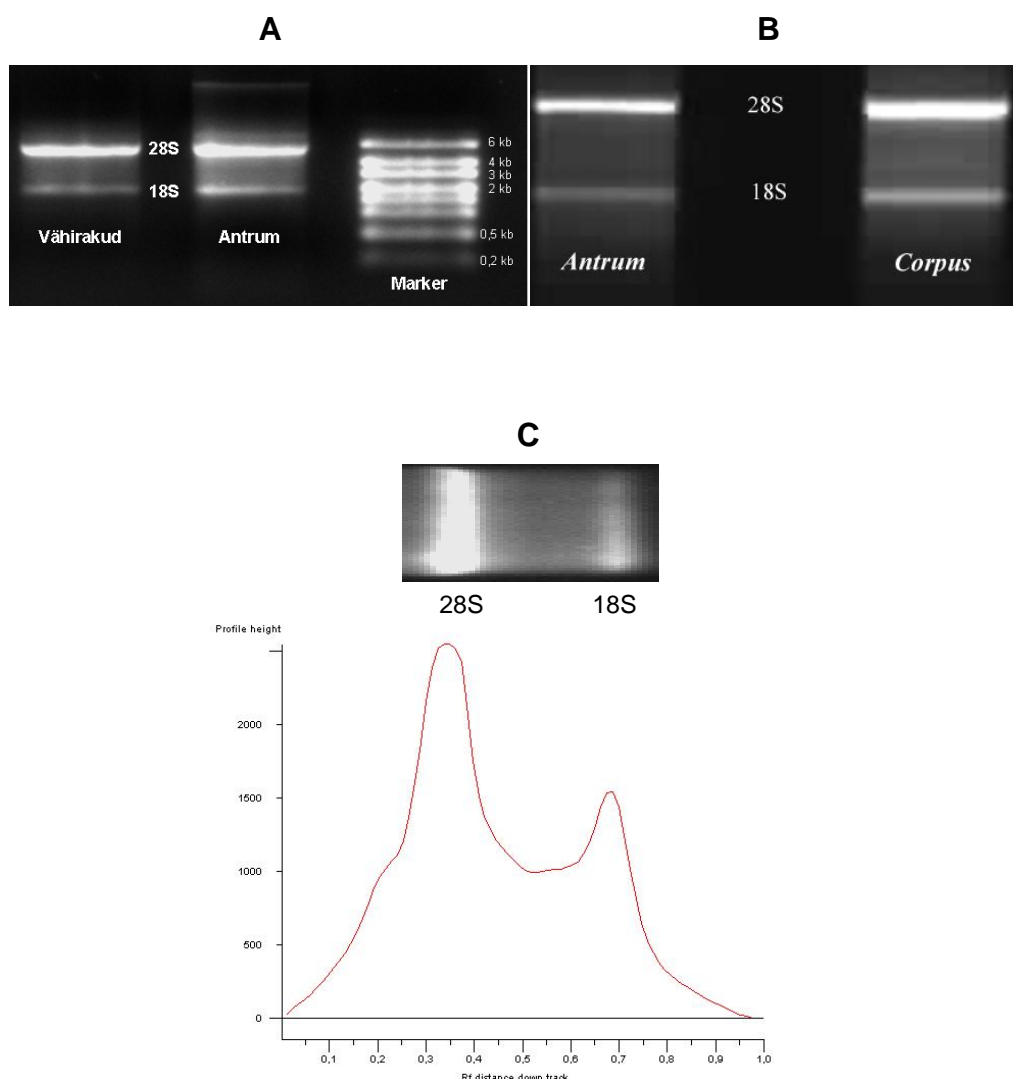 A
B
28S
18S
Vähirakud
Antrum
Marker
6 kb
4 kb
3 kb
2 kb
0,5 kb
0,2 kb
28S
18S
Antrum
Corpus
C
28S
18S
Profile height
2000
1500
1000
500
0
0,1 0,2 0,3 0,4 0,5 0,6 0,7 0,8 0,9 1,0
Rf distance down track